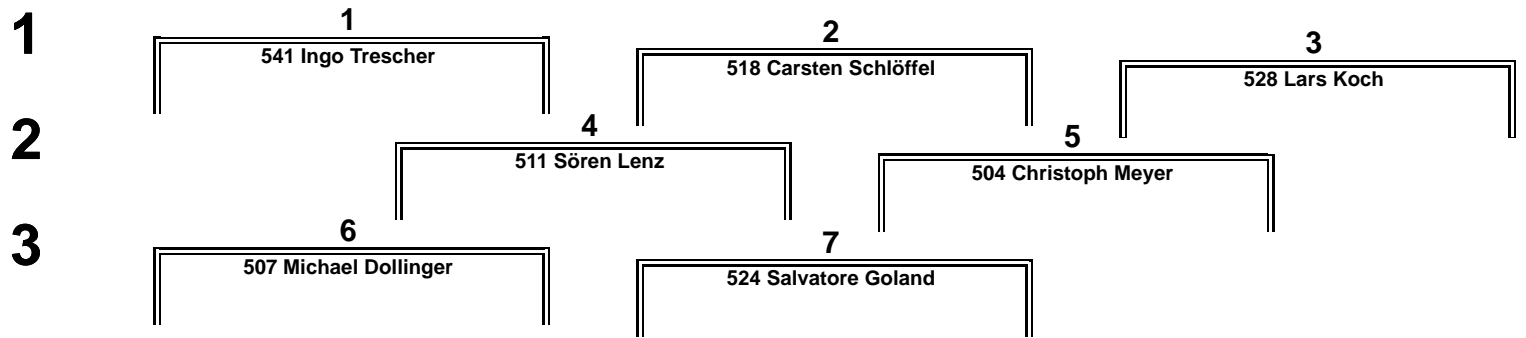 1
1
541 Ingo Trescher
2
518 Carsten Schlöffel
3
528 Lars Koch
2
4
511 Sören Lenz
5
504 Christoph Meyer
3
6
507 Michael Dollinger
7
524 Salvatore Goland